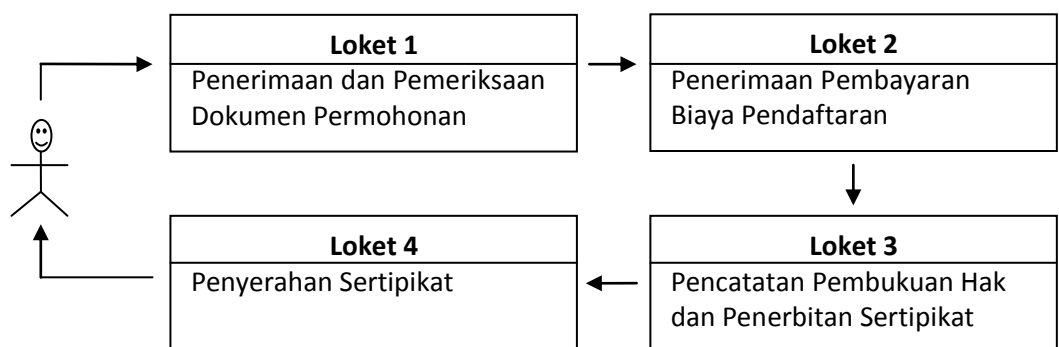 Loket 1
Penerimaan dan Pemeriksaan
Dokumen Permohonan
Loket 2
Penerimaan Pembayaran
Biaya Pendaftaran
Loket 3
Pencatatan Pembukuan Hak
dan Penerbitan Sertipikat
Loket 4
Penyerahan Sertipikat